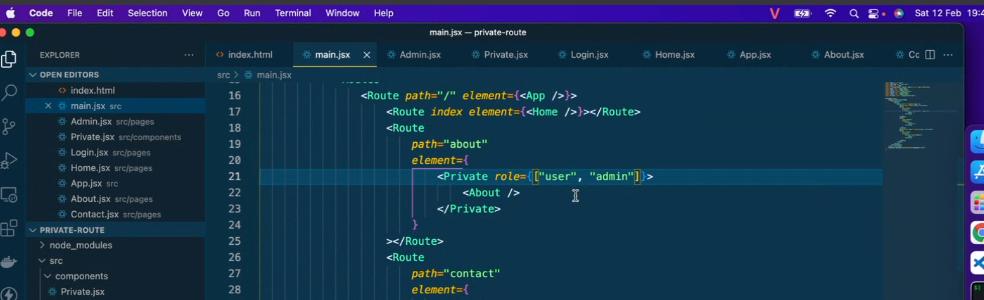 Code File Edit Selection View Go Run Terminal Window Help Sat 12 Feb
main.jsx — private-route
EXPLORER ··· index.html main.jsx × Admin.jsx Private.jsx Login.jsx Home.jsx App.jsx About.jsx ···
OPEN EDITORS src > main.jsx
index.html
16 <Route path="/" element={<App />}>
× main.jsx src
17 <Route index element={<Home />}></Route>
Admin.jsx src/pages
18 <Route
Private.jsx src/components
19 path="about"
Login.jsx src/pages
20 element={
Home.jsx src/pages
21 <Private role={["user", "admin"]}>
App.jsx src
22 <About />
About.jsx src/pages
23 </Private>
Contact.jsx src/pages
24 }
PRIVATE-ROUTE
25 ></Route>
node_modules
26 <Route
src
27 path="contact"
components
28 element={
Private.jsx